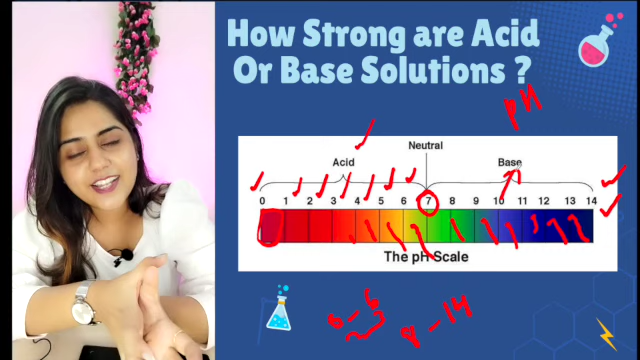 How Strong are Acid
Or Base Solutions ?
pH
Neutral
Acid
Base
0 1 2 3 4 5 6 7 8 9 10 11 12 13 14
The pH Scale
0 - 6
8 - 14